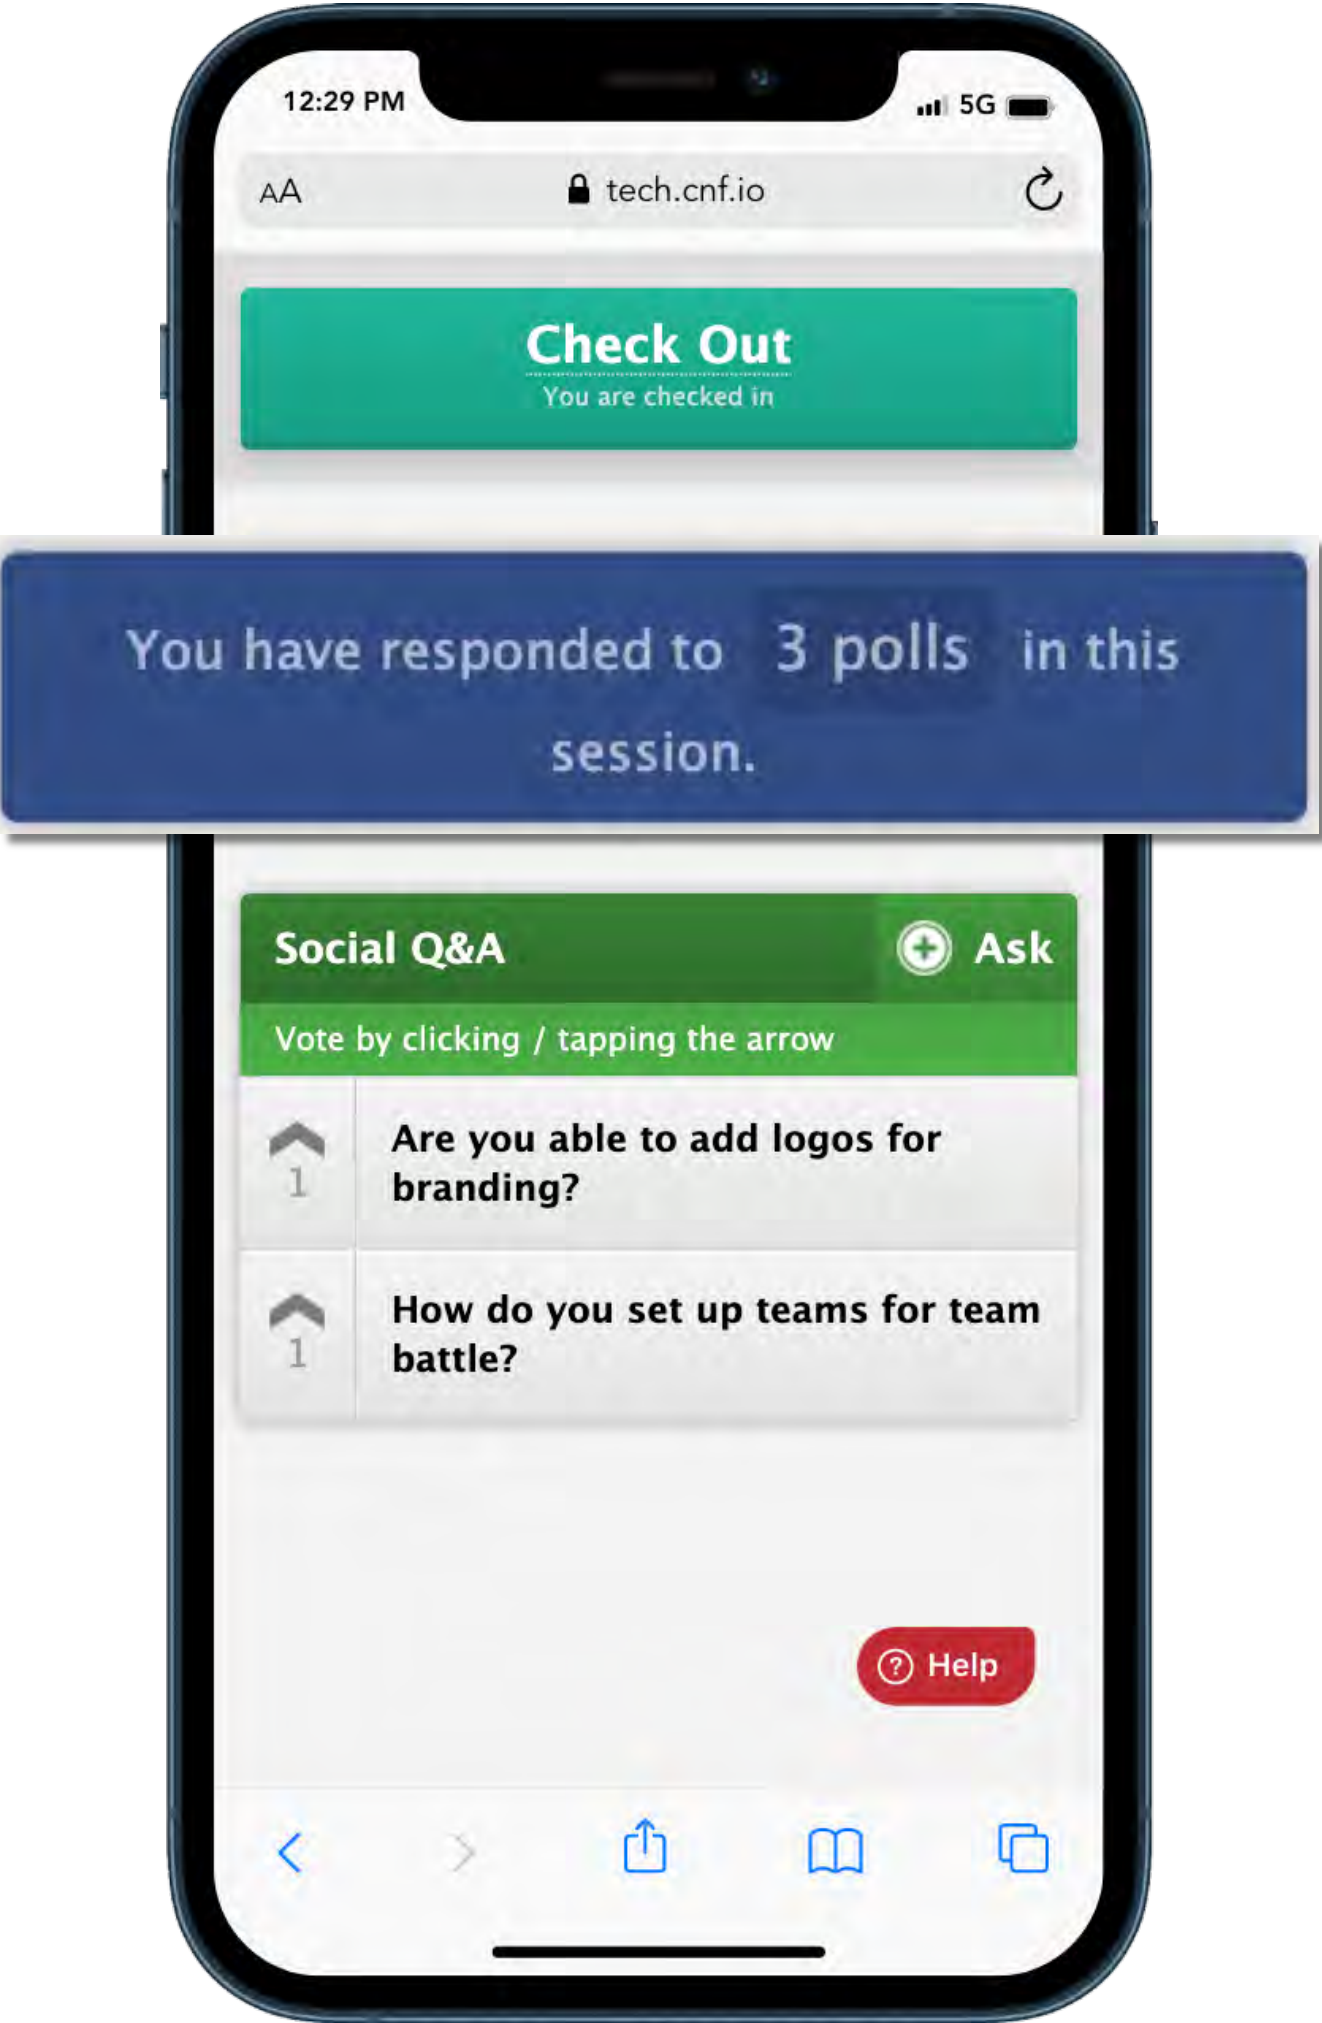 12:29 PM
5G
AA
tech.cnf.io
Check Out
You are checked in
You have responded to 3 polls in this
session.
Social Q&A
Ask
Vote by clicking / tapping the arrow
1
Are you able to add logos for
branding?
1
How do you set up teams for team
battle?
? Help